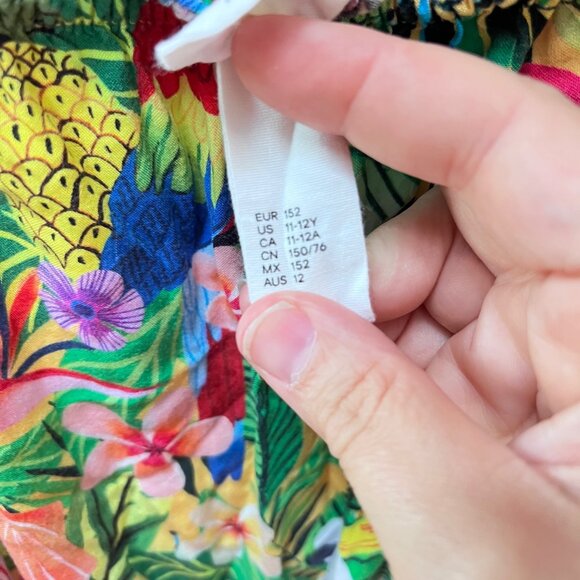 EUR 152
US 11-12Y
CA 11-12A
CN 150/76
MX 152
AUS 12